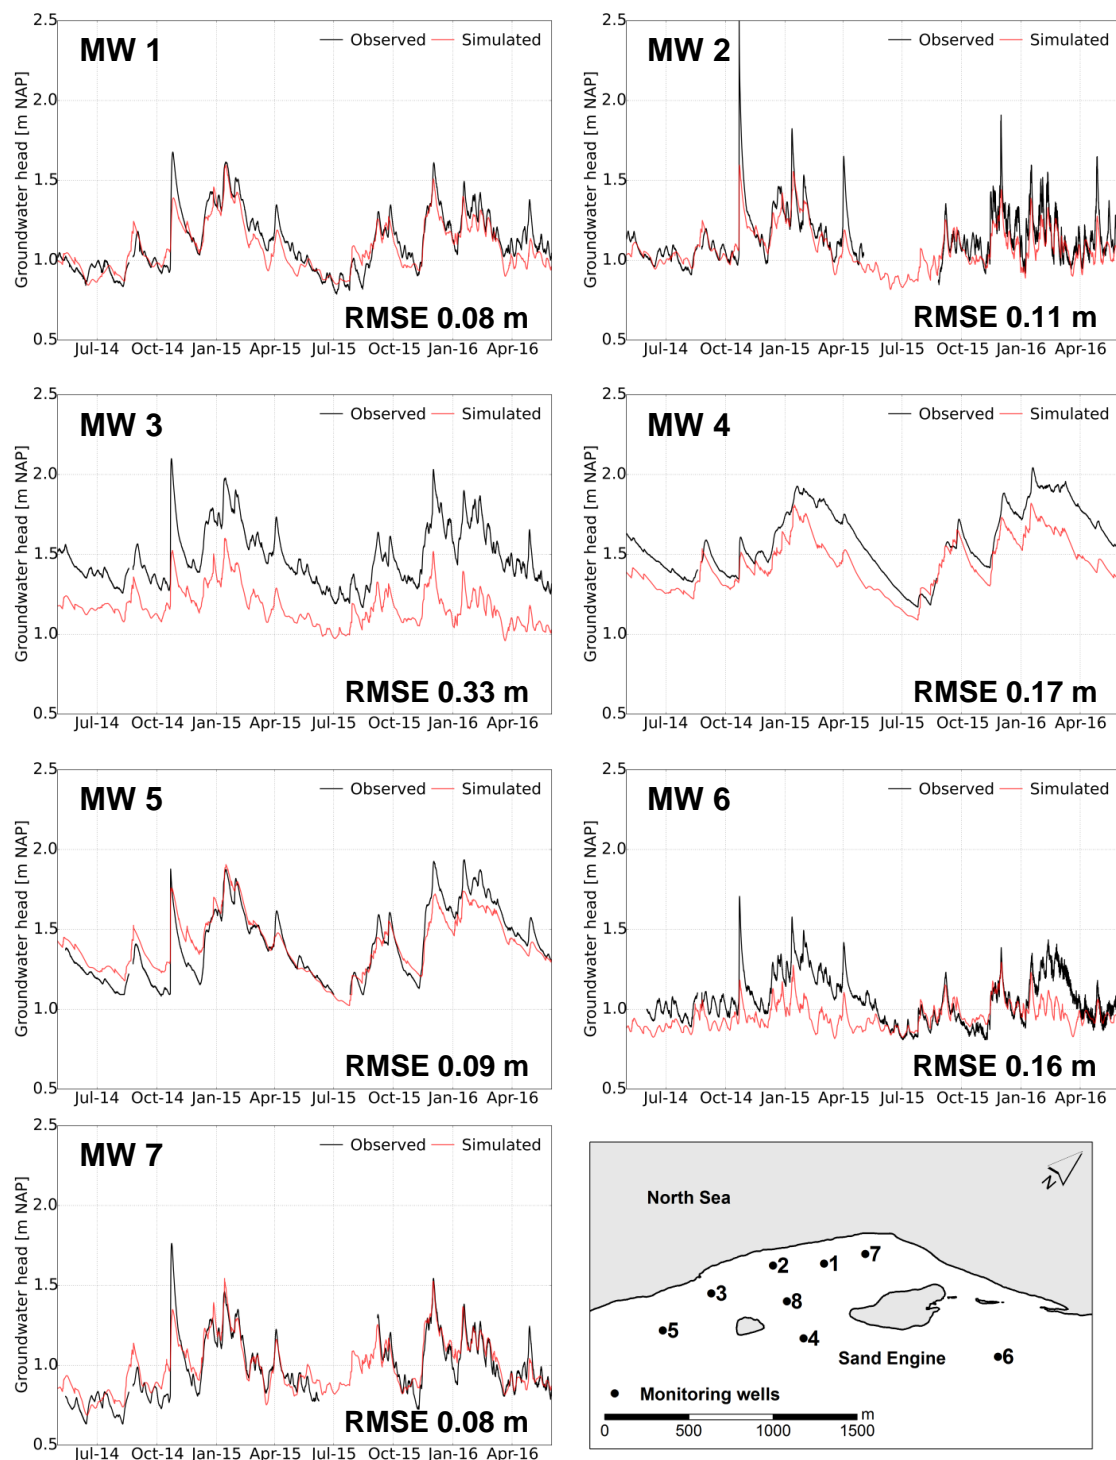 MW 1
Observed
Simulated
Groundwater head [m NAP]
2.5
2.0
1.5
1.0
0.5
RMSE 0.08 m
Jul-14 Oct-14 Jan-15 Apr-15 Jul-15 Oct-15 Jan-16 Apr-16
MW 2
Observed
Simulated
Groundwater head [m NAP]
2.5
2.0
1.5
1.0
0.5
RMSE 0.11 m
Jul-14 Oct-14 Jan-15 Apr-15 Jul-15 Oct-15 Jan-16 Apr-16
MW 3
Observed
Simulated
Groundwater head [m NAP]
2.5
2.0
1.5
1.0
0.5
RMSE 0.33 m
Jul-14 Oct-14 Jan-15 Apr-15 Jul-15 Oct-15 Jan-16 Apr-16
MW 4
Observed
Simulated
Groundwater head [m NAP]
2.5
2.0
1.5
1.0
0.5
RMSE 0.17 m
Jul-14 Oct-14 Jan-15 Apr-15 Jul-15 Oct-15 Jan-16 Apr-16
MW 5
Observed
Simulated
Groundwater head [m NAP]
2.5
2.0
1.5
1.0
0.5
RMSE 0.09 m
Jul-14 Oct-14 Jan-15 Apr-15 Jul-15 Oct-15 Jan-16 Apr-16
MW 6
Observed
Simulated
Groundwater head [m NAP]
2.5
2.0
1.5
1.0
0.5
RMSE 0.16 m
Jul-14 Oct-14 Jan-15 Apr-15 Jul-15 Oct-15 Jan-16 Apr-16
MW 7
Observed
Simulated
Groundwater head [m NAP]
2.5
2.0
1.5
1.0
0.5
RMSE 0.08 m
Jul-14 Oct-14 Jan-15 Apr-15 Jul-15 Oct-15 Jan-16 Apr-16
N
North Sea
7
1
2
3
8
5
4
6
Sand Engine
Monitoring wells
m
0 500 1000 1500